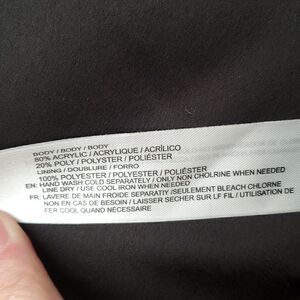 BODY / BODY / BODY
80% ACRYLIC / ACRYLIQUE / ACRÍLICO
20% POLY / POLYESTER / POLIÉSTER
LINING / DOUBLURE / FORRO
100% POLYESTER / POLYESTER / POLIÉSTER
EN: HAND WASH COLD SEPARATELY / ONLY NON CHOLRINE WHEN NEEDED
LINE DRY / USE COOL IRON WHEN NEEDED
FR: LAVERE DE MAIN FROIDE SEPARATIY /SEULEMENT BLEACH CHLORNE
NON EN CAS DE BESOIN / LAISSER SÉCHER SUR LF FIL / UTILISATION DE
FER COOL QUAND NÉCESSAIRE